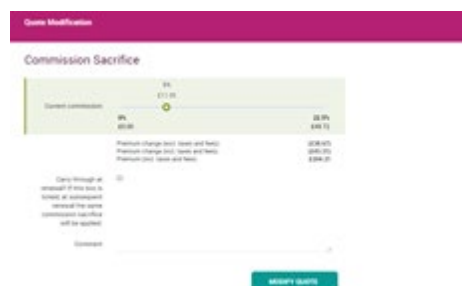 Quote Modification
Commission Sacrifice
Current commission
0%
£0.00
22.5%
Premium change (excl. taxes and fees)
Premium change (incl. taxes and fees)
Premium (incl. taxes and fees)
Carry through at
renewal? If this box is
ticked, at subsequent
renewal the same
commission sacrifice
will be applied.
Comment
MODIFY QUOTE